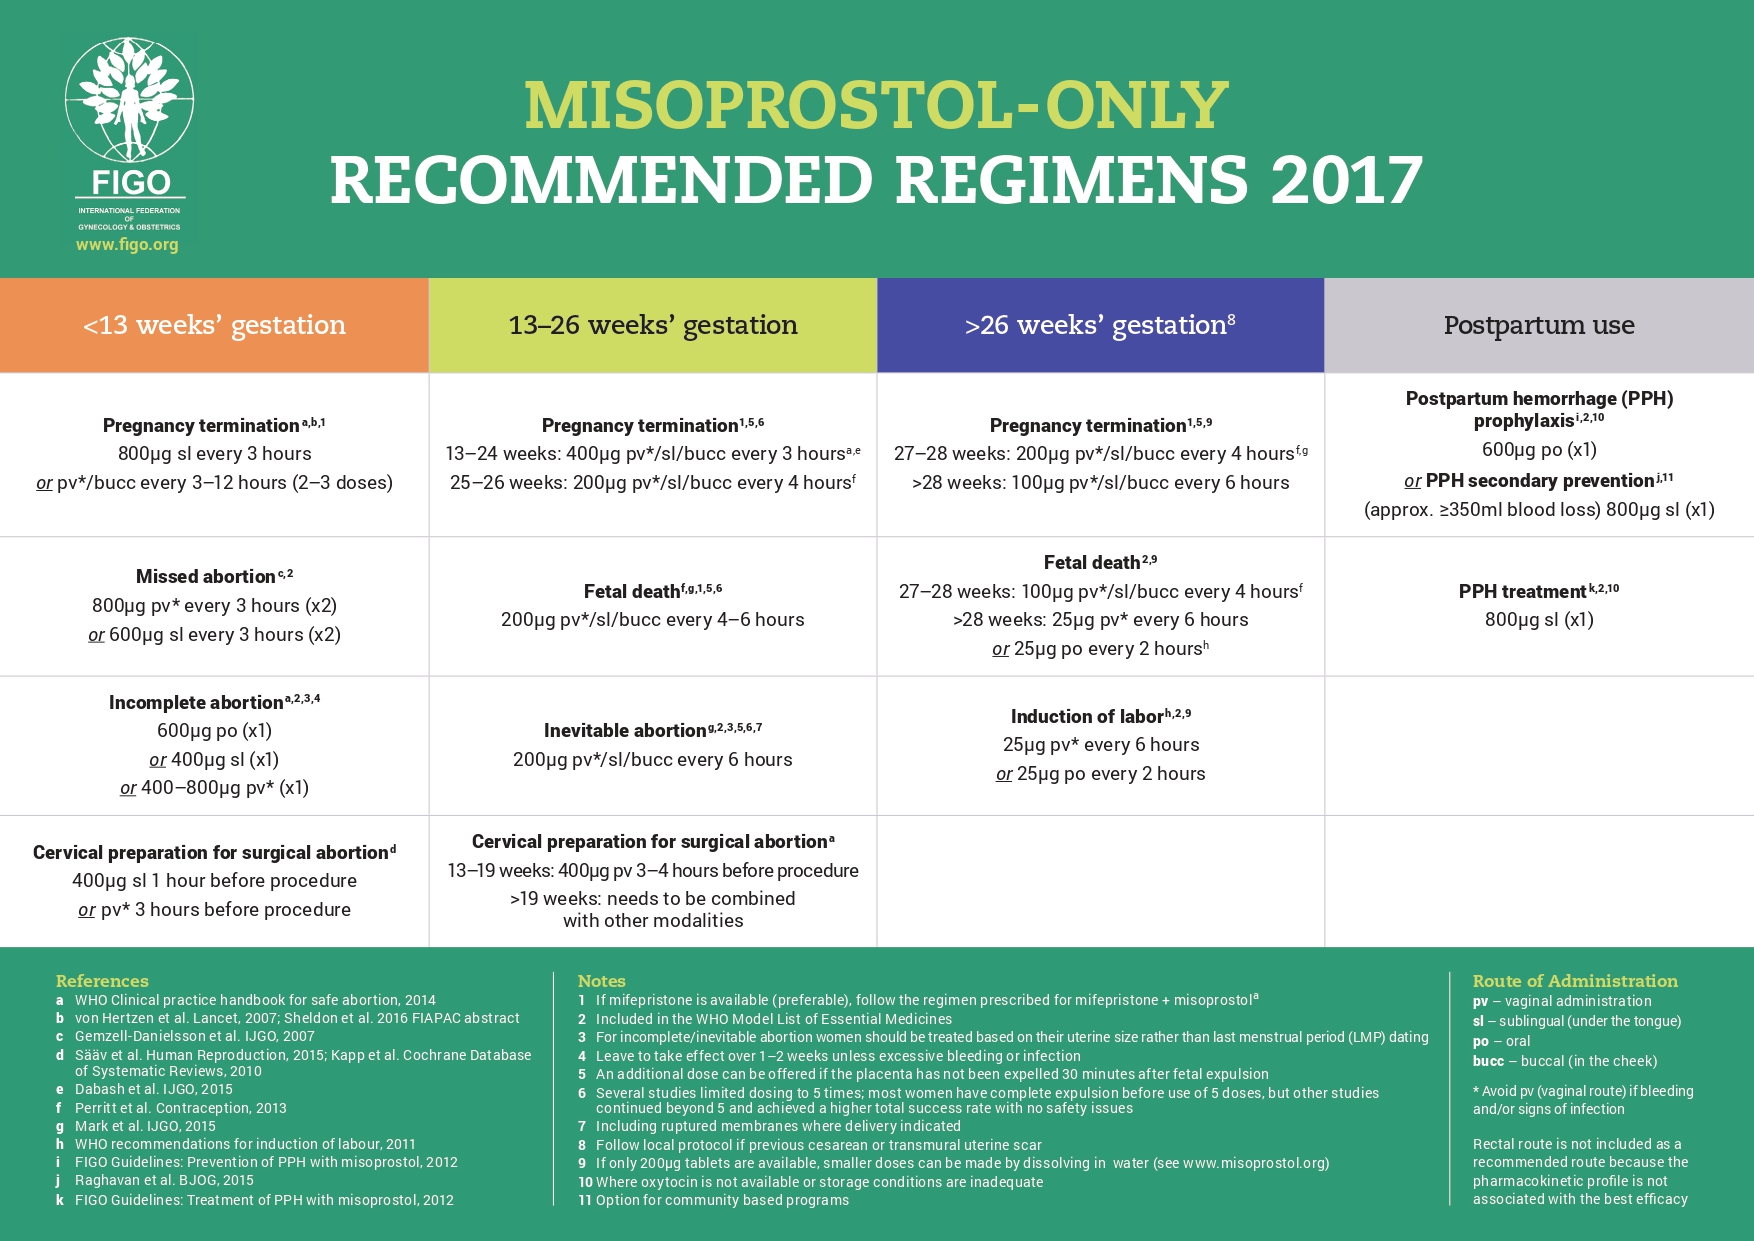 FIGO
INTERNATIONAL FEDERATION
OF
GYNECOLOGY & OBSTETRICS
www.figo.org
MISOPROSTOL-ONLY
RECOMMENDED REGIMENS 2017
<13 weeks’ gestation
Pregnancy termination a,b,1
800µg sl every 3 hours
or pv*/bucc every 3–12 hours (2–3 doses)
Missed abortion c,2
800µg pv* every 3 hours (x2)
or 600µg sl every 3 hours (x2)
Incomplete abortion a,2,3,4
600µg po (x1)
or 400µg sl (x1)
or 400–800µg pv* (x1)
Cervical preparation for surgical abortion d
400µg sl 1 hour before procedure
or pv* 3 hours before procedure
13–26 weeks’ gestation
Pregnancy termination 1,5,6
13–24 weeks: 400µg pv*/sl/bucc every 3 hours a,e
25–26 weeks: 200µg pv*/sl/bucc every 4 hours f
Fetal death f,g,1,5,6
200µg pv*/sl/bucc every 4–6 hours
Inevitable abortion g,2,3,5,6,7
200µg pv*/sl/bucc every 6 hours
Cervical preparation for surgical abortion a
13–19 weeks: 400µg pv 3–4 hours before procedure
>19 weeks: needs to be combined
with other modalities
>26 weeks’ gestation 8
Pregnancy termination 1,5,9
27–28 weeks: 200µg pv*/sl/bucc every 4 hours f,g
>28 weeks: 100µg pv*/sl/bucc every 6 hours
Fetal death 2,9
27–28 weeks: 100µg pv*/sl/bucc every 4 hours f
>28 weeks: 25µg pv* every 6 hours
or 25µg po every 2 hours h
Induction of labor h,2,9
25µg pv* every 6 hours
or 25µg po every 2 hours
Postpartum use
Postpartum hemorrhage (PPH)
prophylaxis i,2,10
600µg po (x1)
or PPH secondary prevention j,11
(approx. ≥350ml blood loss) 800µg sl (x1)
PPH treatment k,2,10
800µg sl (x1)
References
a WHO Clinical practice handbook for safe abortion, 2014
b von Hertzen et al. Lancet, 2007; Sheldon et al. 2016 FIAPAC abstract
c Gemzell-Danielsson et al. IJGO, 2007
d Sääv et al. Human Reproduction, 2015; Kapp et al. Cochrane Database
of Systematic Reviews, 2010
e Dabash et al. IJGO, 2015
f Perritt et al. Contraception, 2013
g Mark et al. IJGO, 2015
h WHO recommendations for induction of labour, 2011
i FIGO Guidelines: Prevention of PPH with misoprostol, 2012
j Raghavan et al. BJOG, 2015
k FIGO Guidelines: Treatment of PPH with misoprostol, 2012
Notes
1 If mifepristone is available (preferable), follow the regimen prescribed for mifepristone + misoprostol a
2 Included in the WHO Model List of Essential Medicines
3 For incomplete/inevitable abortion women should be treated based on their uterine size rather than last menstrual period (LMP) dating
4 Leave to take effect over 1–2 weeks unless excessive bleeding or infection
5 An additional dose can be offered if the placenta has not been expelled 30 minutes after fetal expulsion
6 Several studies limited dosing to 5 times; most women have complete expulsion before use of 5 doses, but other studies
continued beyond 5 and achieved a higher total success rate with no safety issues
7 Including ruptured membranes where delivery indicated
8 Follow local protocol if previous cesarean or transmural uterine scar
9 If only 200µg tablets are available, smaller doses can be made by dissolving in water (see www.misoprostol.org)
10 Where oxytocin is not available or storage conditions are inadequate
11 Option for community based programs
Route of Administration
pv – vaginal administration
sl – sublingual (under the tongue)
po – oral
bucc – buccal (in the cheek)
* Avoid pv (vaginal route) if bleeding
and/or signs of infection
Rectal route is not included as a
recommended route because the
pharmacokinetic profile is not
associated with the best efficacy